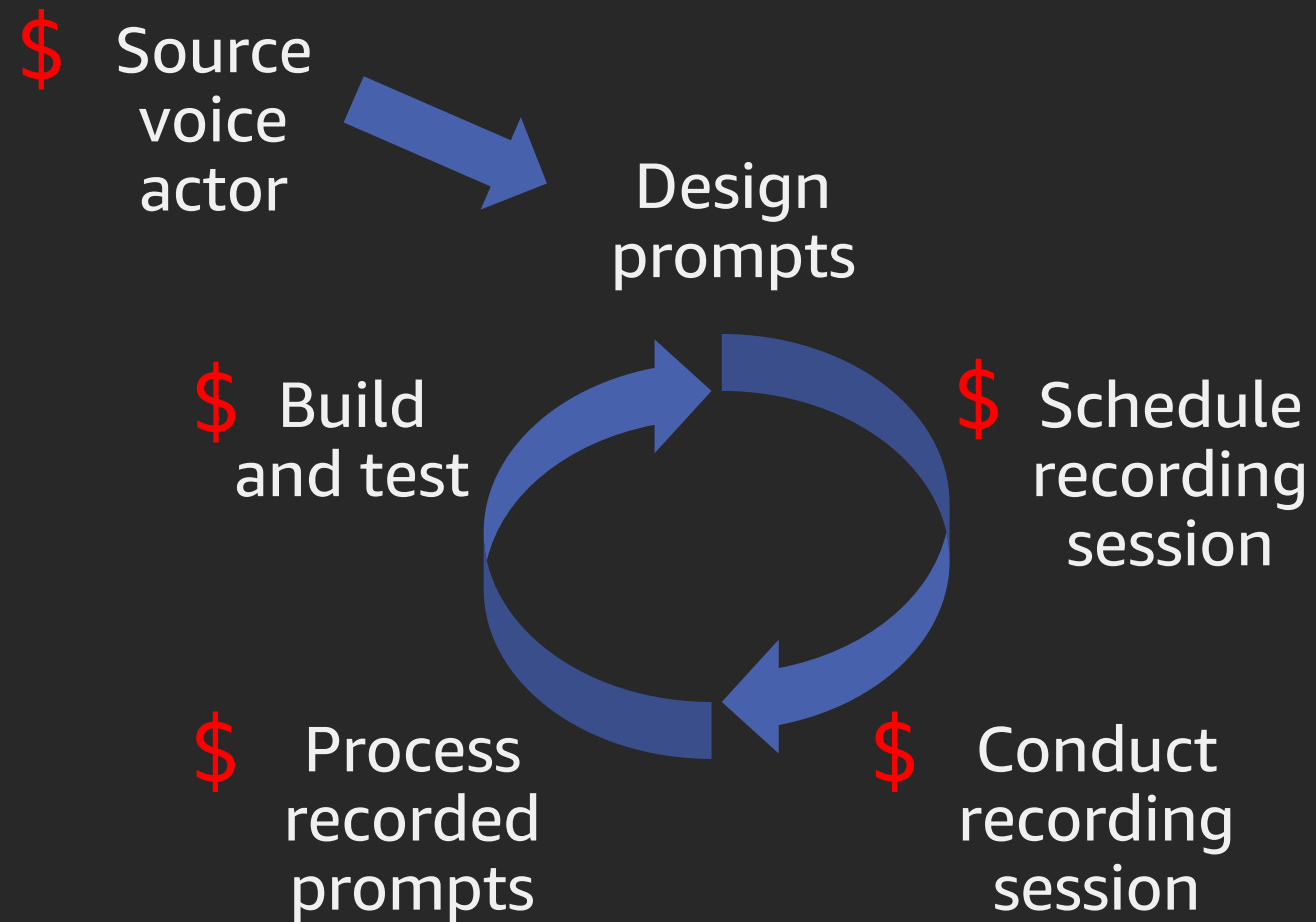 $ Source
voice
actor
Design
prompts
$ Schedule
recording
session
$ Conduct
recording
session
$ Process
recorded
prompts
$ Build
and test